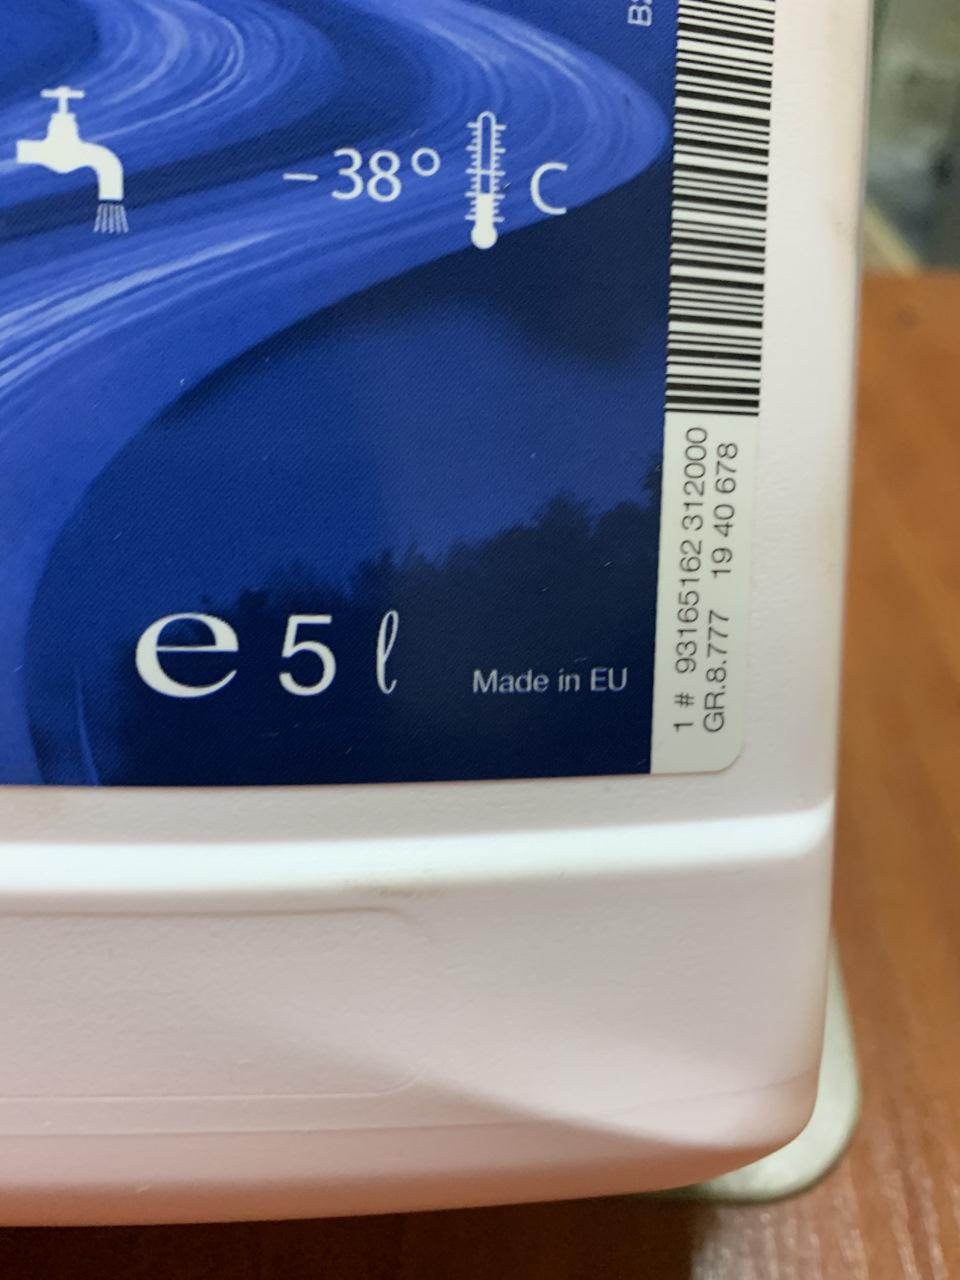 -38° C
e 5 ℓ
Made in EU
1 # 93165162 312000
GR.8.777 19 40 678